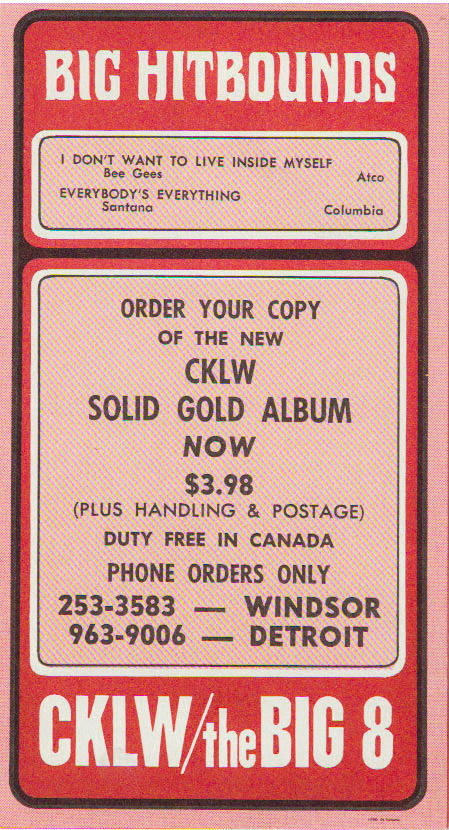 BIG HITBOUNDS
I DON'T WANT TO LIVE INSIDE MYSELF
Bee Gees Atco
EVERYBODY'S EVERYTHING
Santana Columbia
ORDER YOUR COPY
OF THE NEW
CKLW
SOLID GOLD ALBUM
NOW
$3.98
(PLUS HANDLING & POSTAGE)
DUTY FREE IN CANADA
PHONE ORDERS ONLY
253-3583 — WINDSOR
963-9006 — DETROIT
CKLW/the BIG 8